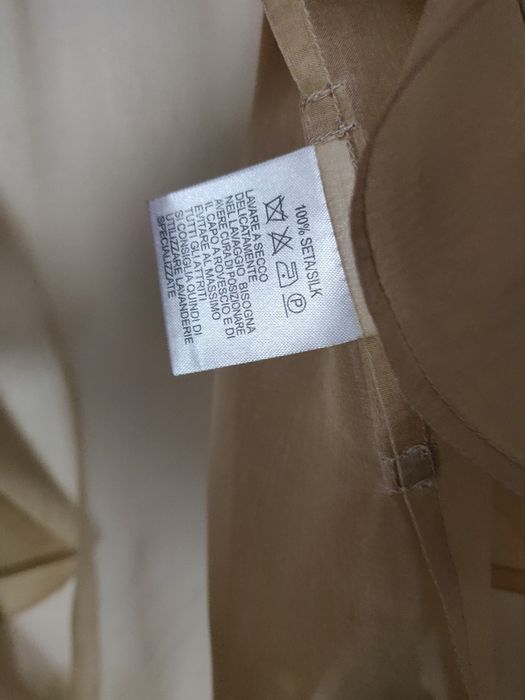 100% SETA/SILK
P
LAVARE A SECCO
DELICATAMENTE.
NEL LAVAGGIO BISOGNA
AVERE CURA DI POSIZIONARE
IL CAPO A ROVESCIO E DI
EVITARE AL MASSIMO
TUTTI GLI ATTRITI
SI CONSIGLIA QUINDI DI
UTILIZZARE LAVANDERIE
SPECIALIZZATE